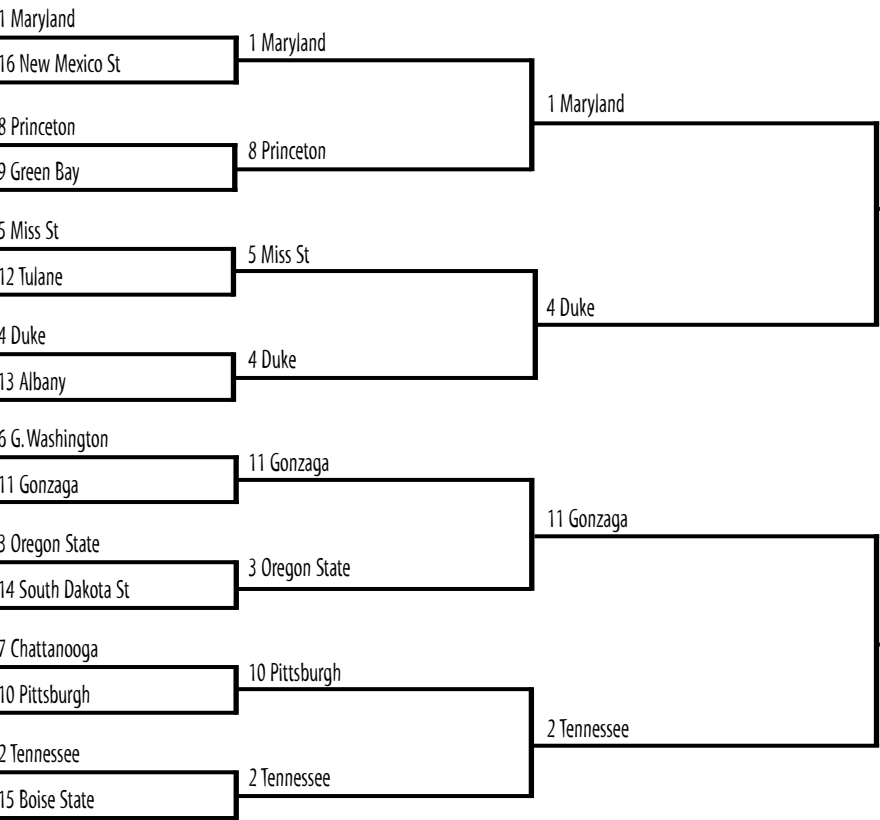 1 Maryland
16 New Mexico St
8 Princeton
9 Green Bay
5 Miss St
12 Tulane
4 Duke
13 Albany
6 G. Washington
11 Gonzaga
3 Oregon State
14 South Dakota St
7 Chattanooga
10 Pittsburgh
2 Tennessee
15 Boise State
1 Maryland
8 Princeton
5 Miss St
4 Duke
11 Gonzaga
3 Oregon State
10 Pittsburgh
2 Tennessee
1 Maryland
4 Duke
11 Gonzaga
2 Tennessee